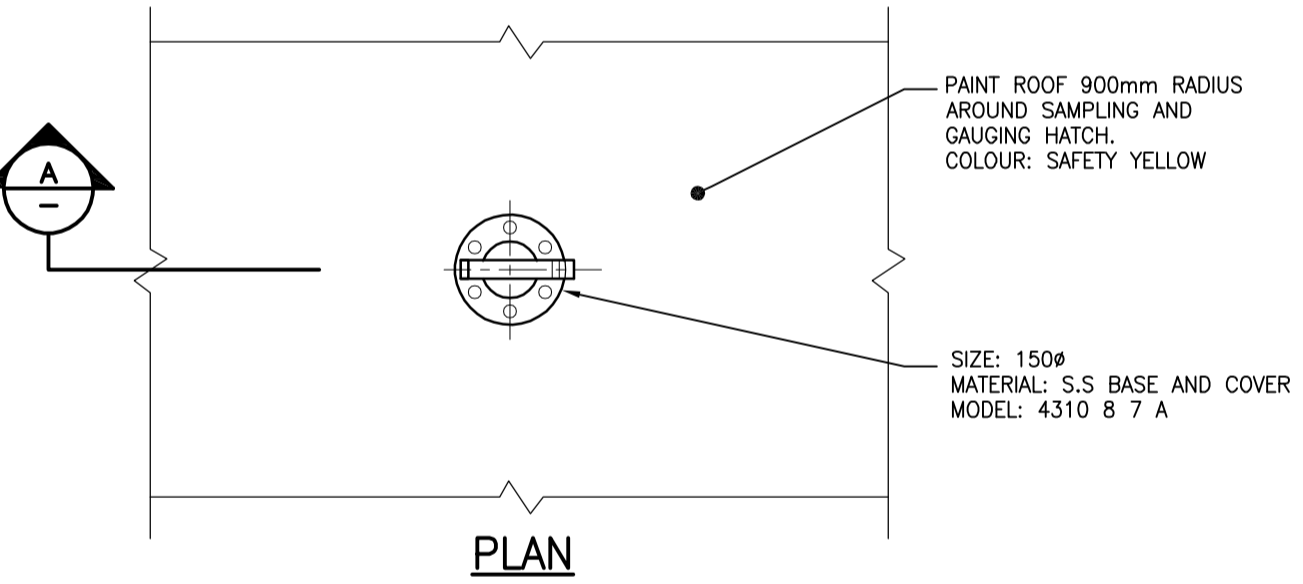 PAINT ROOF 900mm RADIUS
AROUND SAMPLING AND
GAUGING HATCH.
COLOUR: SAFETY YELLOW
A
–
SIZE: 150ø
MATERIAL: S.S BASE AND COVER
MODEL: 4310 8 7 A
PLAN